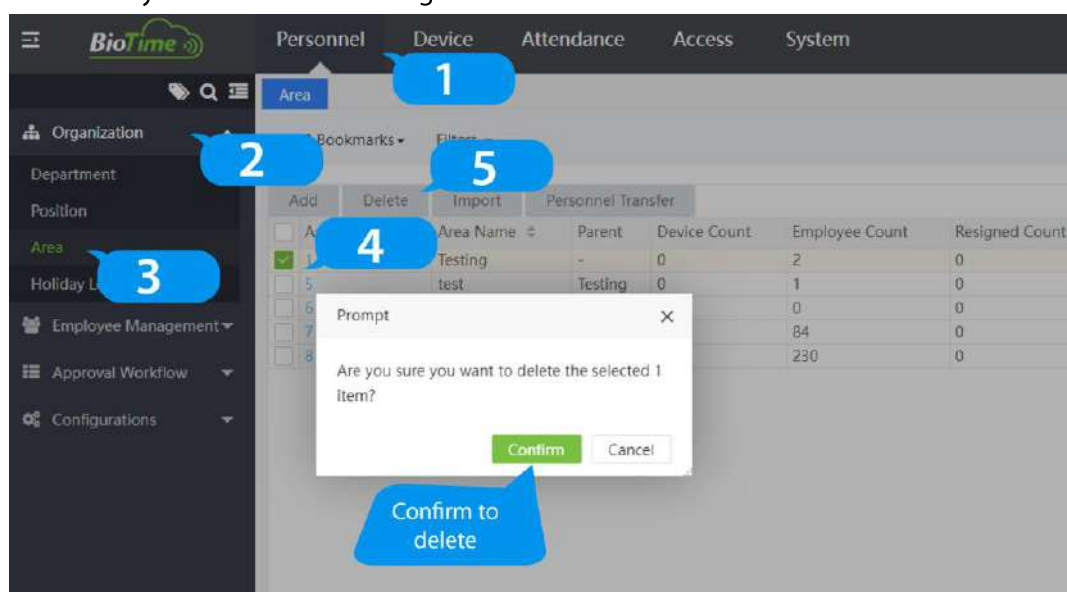 BioTime
Personnel Device Attendance Access System
1
Area
Organization
2
Bookmarks
5
Department
Position
Area
3
Add Delete Import Personnel Transfer
4
Area Name Parent Device Count Employee Count Resigned Count
Testing - 0 2 0
5 test Testing 0 1 0
6 0 0
7 84 0
8 230 0
Employee Management
Approval Workflow
Configurations
Prompt
Are you sure you want to delete the selected 1
item?
Confirm Cancel
Confirm to
delete